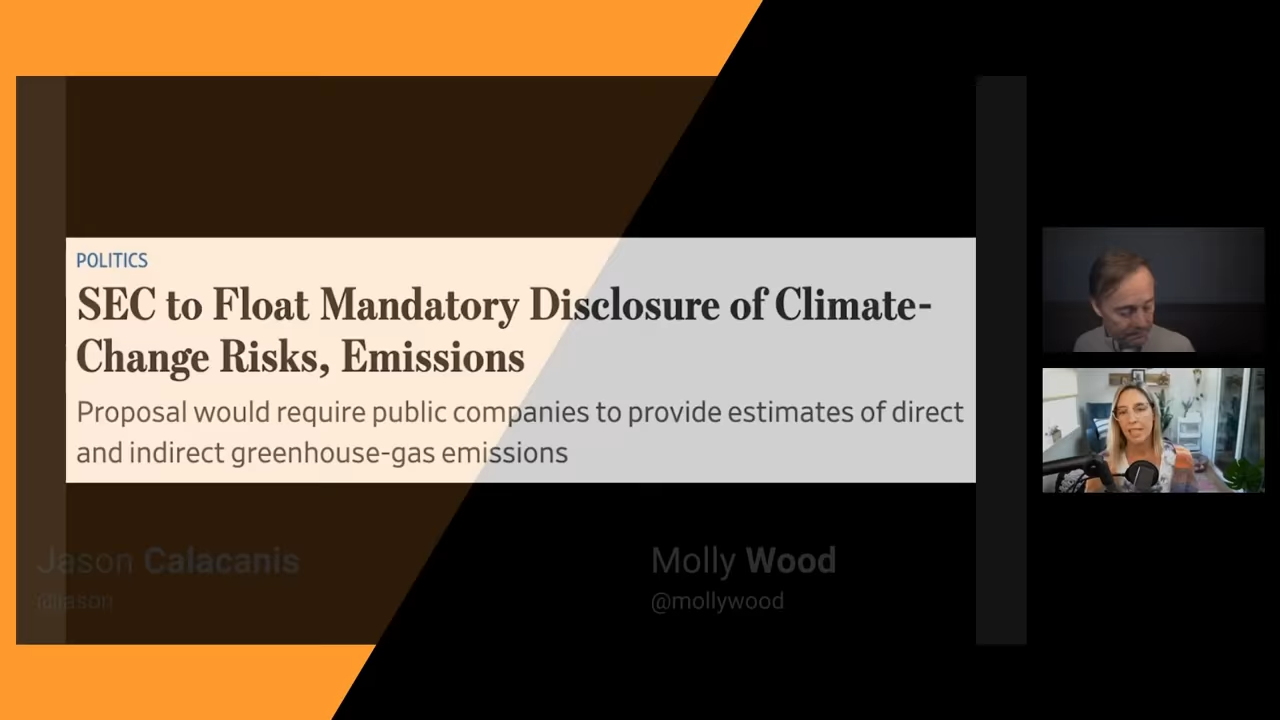 POLITICS
SEC to Float Mandatory Disclosure of Climate-
Change Risks, Emissions
Proposal would require public companies to provide estimates of direct
and indirect greenhouse-gas emissions
Jason Calacanis
@jason
Molly Wood
@mollywood